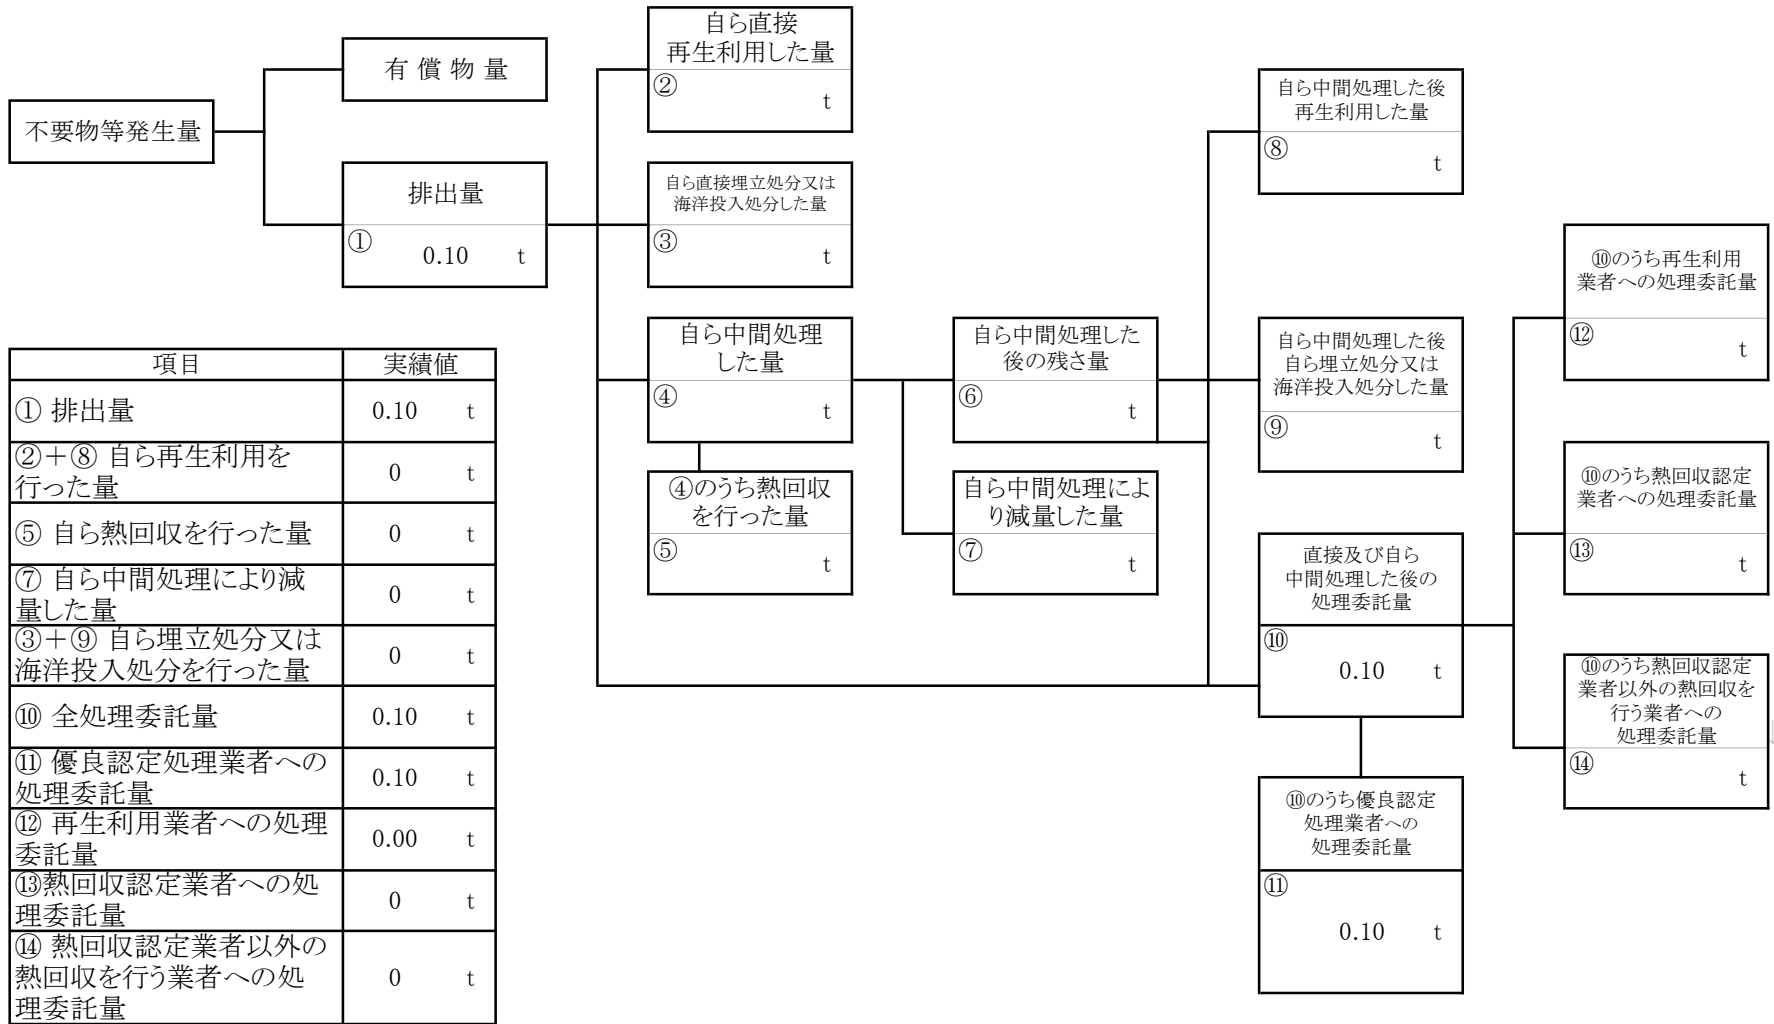 不要物等発生量
有 償 物 量
排出量
① 0.10 t
自ら直接
再生利用した量
② t
自ら直接埋立処分又は
海洋投入処分した量
③ t
自ら中間処理
した量
④ t
④のうち熱回収
を行った量
⑤ t
自ら中間処理した
後の残さ量
⑥ t
自ら中間処理によ
り減量した量
⑦ t
自ら中間処理した後
再生利用した量
⑧ t
自ら中間処理した後
自ら埋立処分又は
海洋投入処分した量
⑨ t
直接及び自ら
中間処理した後の
処理委託量
⑩
0.10 t
⑩のうち優良認定
処理業者への
処理委託量
⑪
0.10 t
⑩のうち再生利用
業者への処理委託量
⑫ t
⑩のうち熱回収認定
業者への処理委託量
⑬ t
⑩のうち熱回収認定
業者以外の熱回収を
行う業者への
処理委託量
⑭ t
項目 実績値
① 排出量 0.10 t
②＋⑧ 自ら再生利用を
行った量 0 t
⑤ 自ら熱回収を行った量 0 t
⑦ 自ら中間処理により減
量した量 0 t
③＋⑨ 自ら埋立処分又は
海洋投入処分を行った量 0 t
⑩ 全処理委託量 0.10 t
⑪ 優良認定処理業者への
処理委託量 0.10 t
⑫ 再生利用業者への処理
委託量 0.00 t
⑬熱回収認定業者への処
理委託量 0 t
⑭ 熱回収認定業者以外の
熱回収を行う業者への処
理委託量 0 t